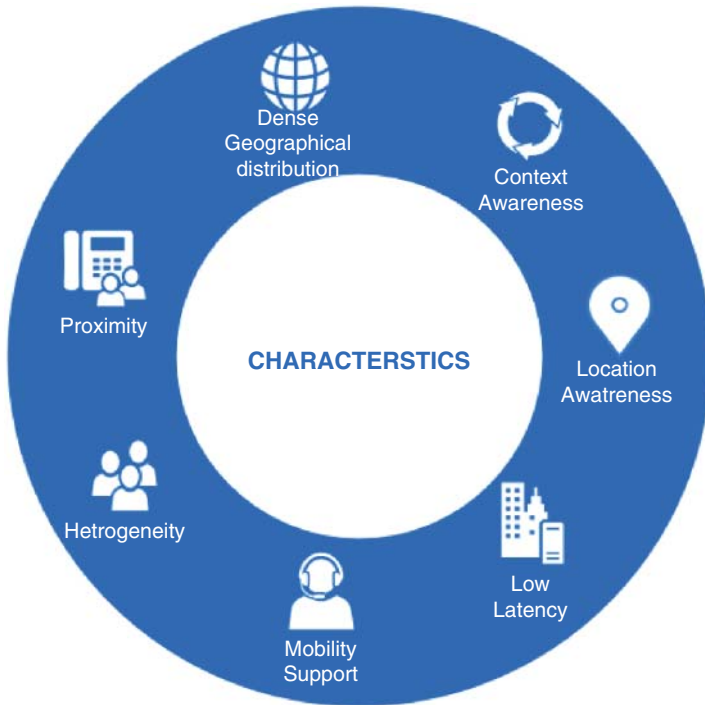 Dense
Geographical
distribution
Context
Awareness
Proximity
CHARACTERSTICS
Location
Awatreness
Hetrogeneity
Low
Latency
Mobility
Support